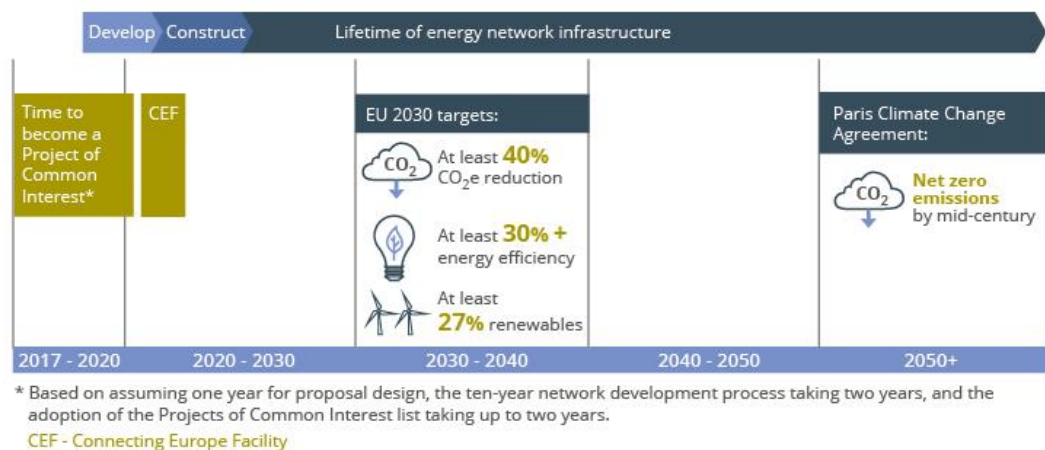 Develop Construct Lifetime of energy network infrastructure
Time to
become a
Project of
Common
Interest*
CEF
EU 2030 targets:
CO₂
At least 40%
CO₂e reduction
At least 30% +
energy efficiency
At least
27% renewables
Paris Climate Change
Agreement:
CO₂
Net zero
emissions
by mid-century
2017 - 2020 2020 - 2030 2030 - 2040 2040 - 2050 2050+
* Based on assuming one year for proposal design, the ten-year network development process taking two years, and the
adoption of the Projects of Common Interest list taking up to two years.
CEF - Connecting Europe Facility